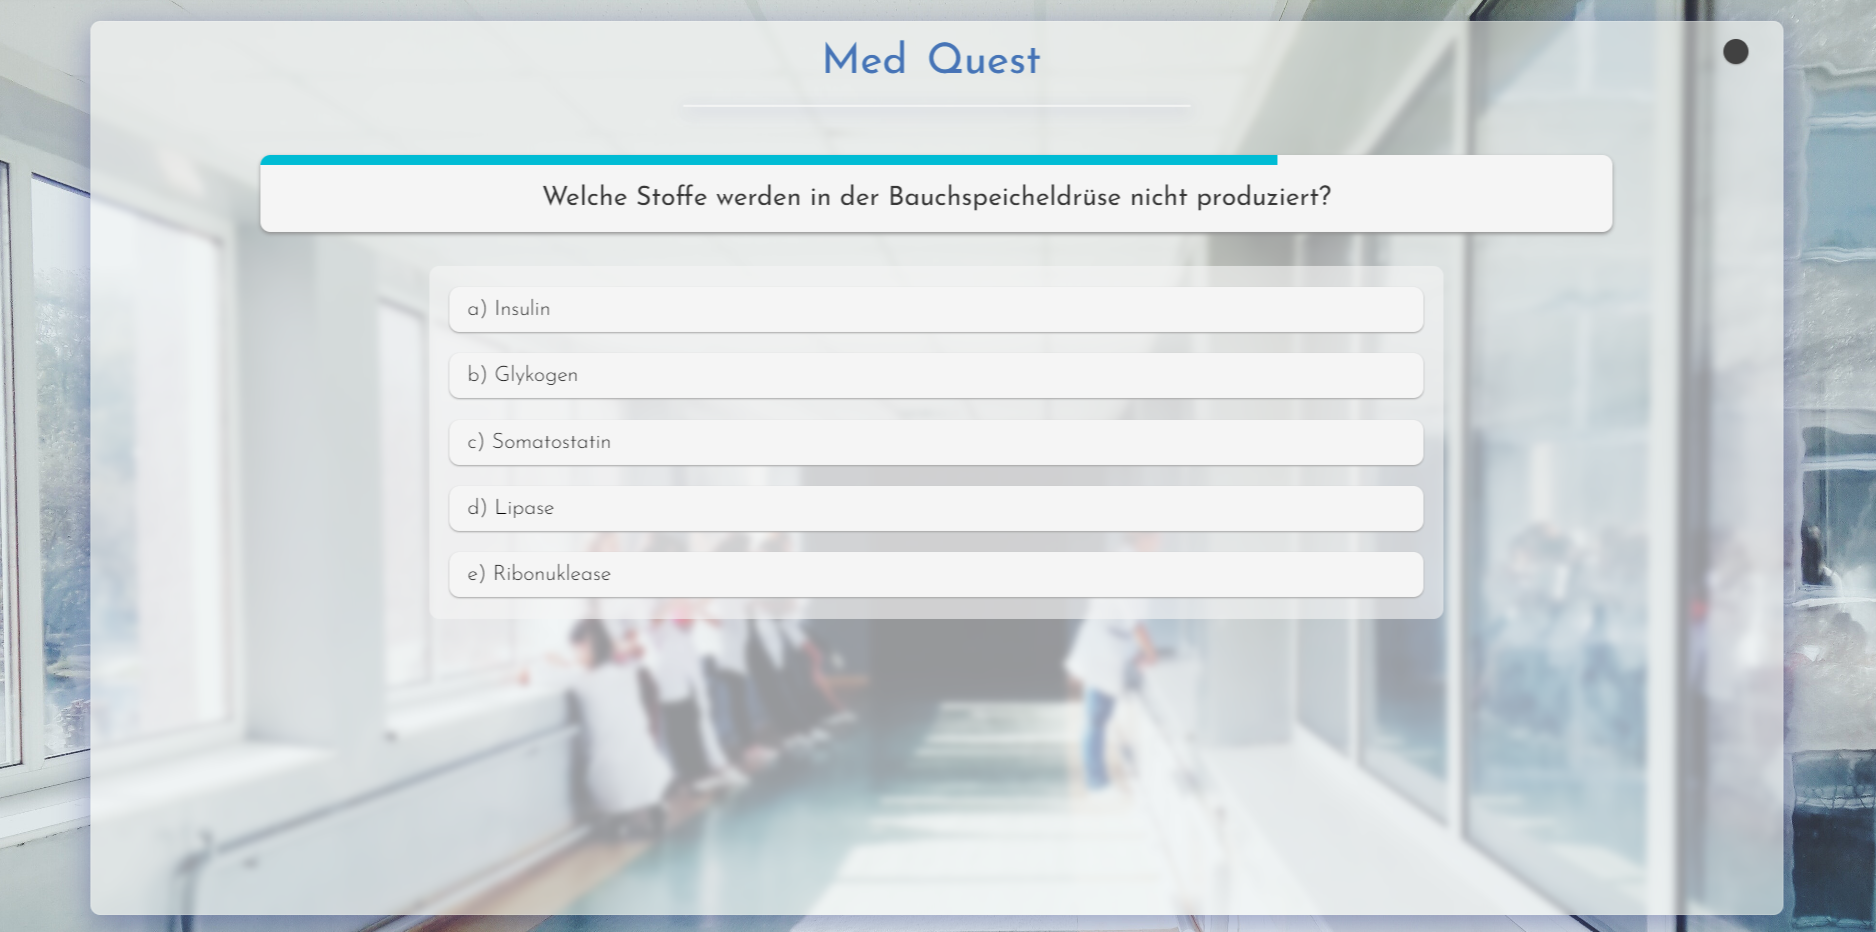 Med Quest
Welche Stoffe werden in der Bauchspeicheldrüse nicht produziert?
a) Insulin
b) Glykogen
c) Somatostatin
d) Lipase
e) Ribonuklease